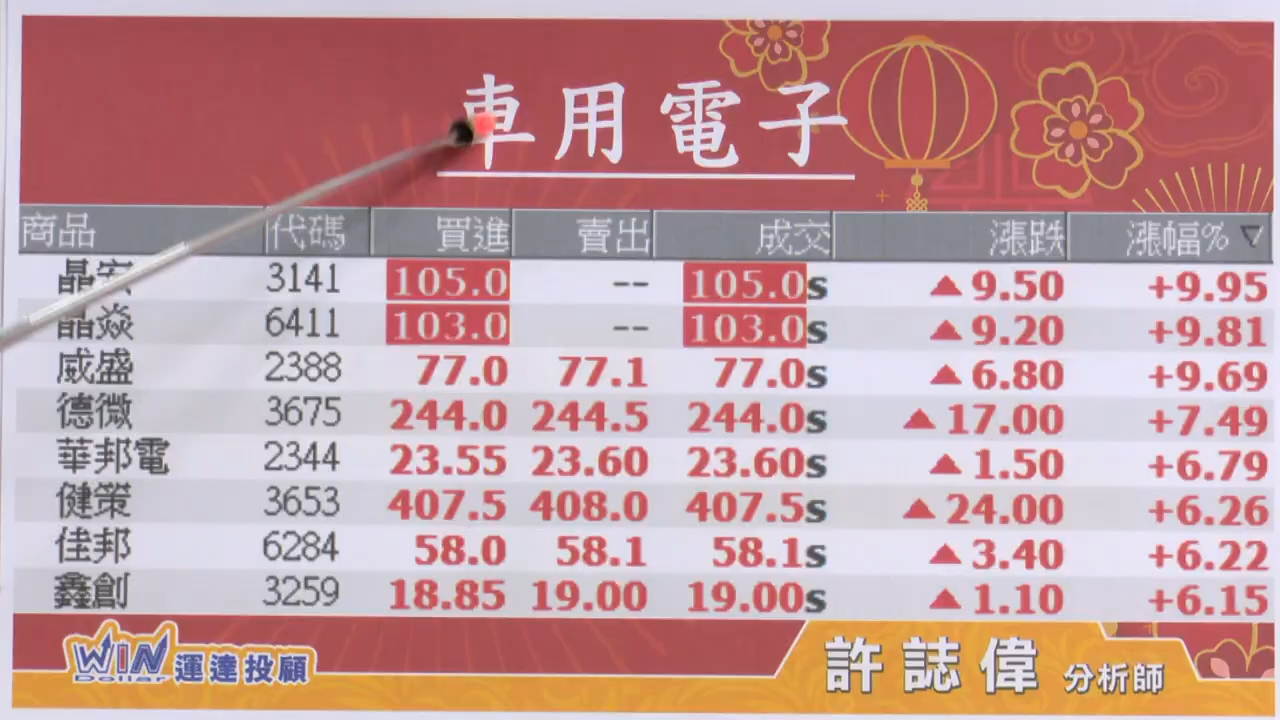 車用電子
商品 代碼 買進 賣出 成交 漲跌 漲幅% ▽
晶安 3141 105.0 -- 105.0s ▲9.50 +9.95
晶焱 6411 103.0 -- 103.0s ▲9.20 +9.81
威盛 2388 77.0 77.1 77.0s ▲6.80 +9.69
德微 3675 244.0 244.5 244.0s ▲17.00 +7.49
華邦電 2344 23.55 23.60 23.60s ▲1.50 +6.79
健策 3653 407.5 408.0 407.5s ▲24.00 +6.26
佳邦 6284 58.0 58.1 58.1s ▲3.40 +6.22
鑫創 3259 18.85 19.00 19.00s ▲1.10 +6.15
WIN Dollar 運達投顧
許誌偉 分析師